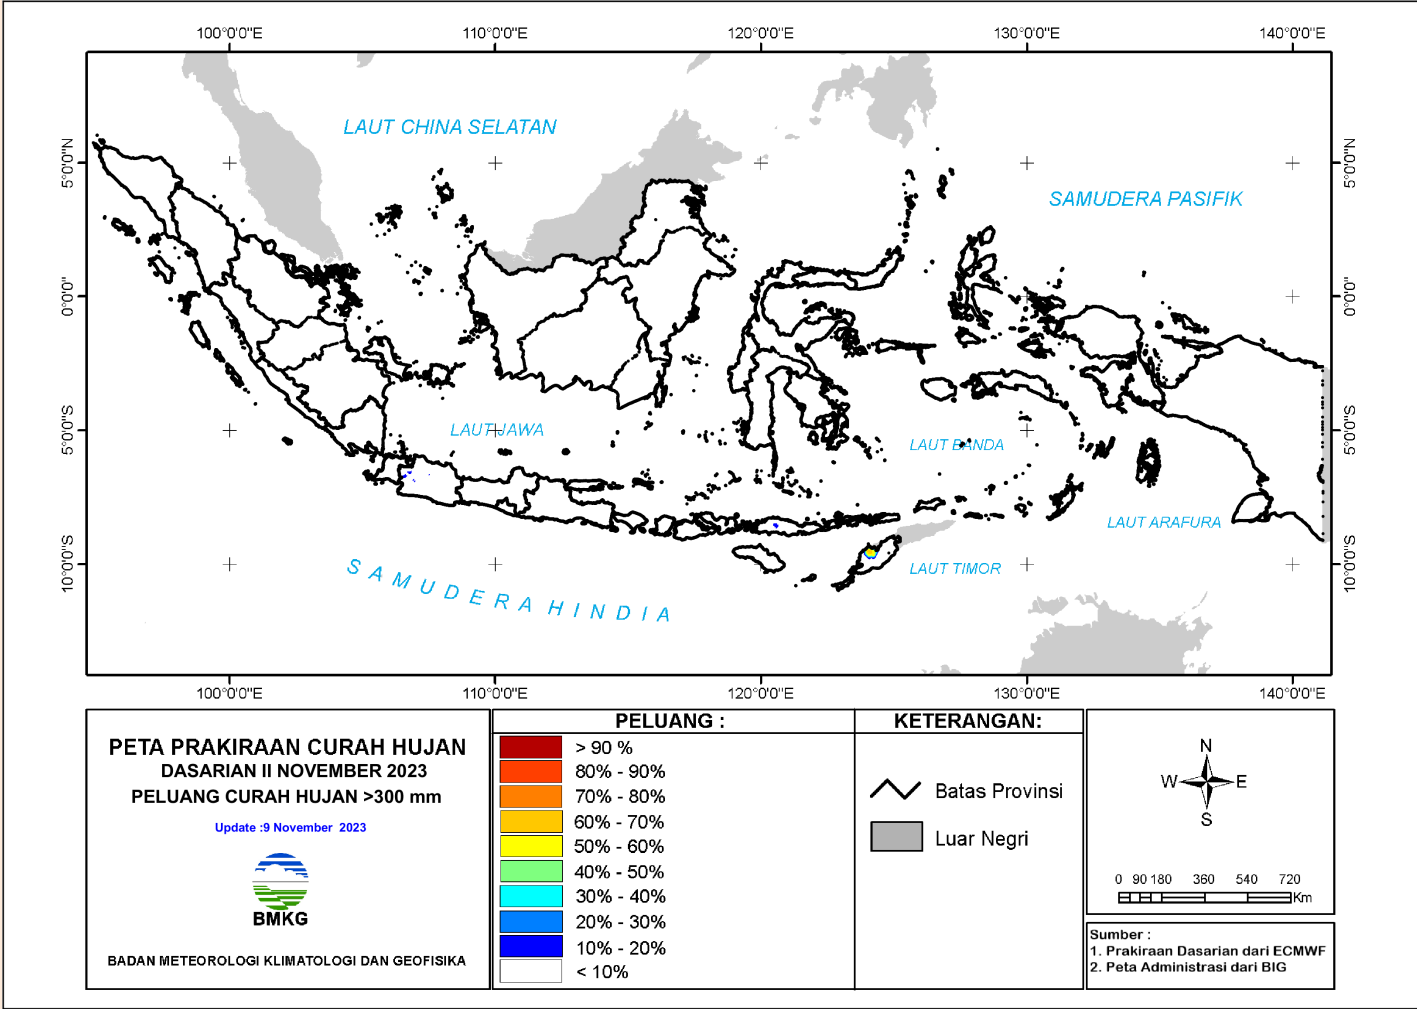 100°0'0"E 110°0'0"E 120°0'0"E 130°0'0"E 140°0'0"E
5°0'0"N 5°0'0"N
0°0'0" 0°0'0"
5°0'0"S 5°0'0"S
10°0'0"S 10°0'0"S
LAUT CHINA SELATAN
SAMUDERA PASIFIK
LAUT JAWA
LAUT BANDA
LAUT ARAFURA
LAUT TIMOR
SAMUDERA HINDIA
100°0'0"E 110°0'0"E 120°0'0"E 130°0'0"E 140°0'0"E
PETA PRAKIRAAN CURAH HUJAN
DASARIAN II NOVEMBER 2023
PELUANG CURAH HUJAN >300 mm
Update :9 November 2023
BMKG
BADAN METEOROLOGI KLIMATOLOGI DAN GEOFISIKA
PELUANG :
> 90 %
80% - 90%
70% - 80%
60% - 70%
50% - 60%
40% - 50%
30% - 40%
20% - 30%
10% - 20%
< 10%
KETERANGAN:
Batas Provinsi
Luar Negri
N
W E
S
0 90 180 360 540 720
Km
Sumber :
1. Prakiraan Dasarian dari ECMWF
2. Peta Administrasi dari BIG